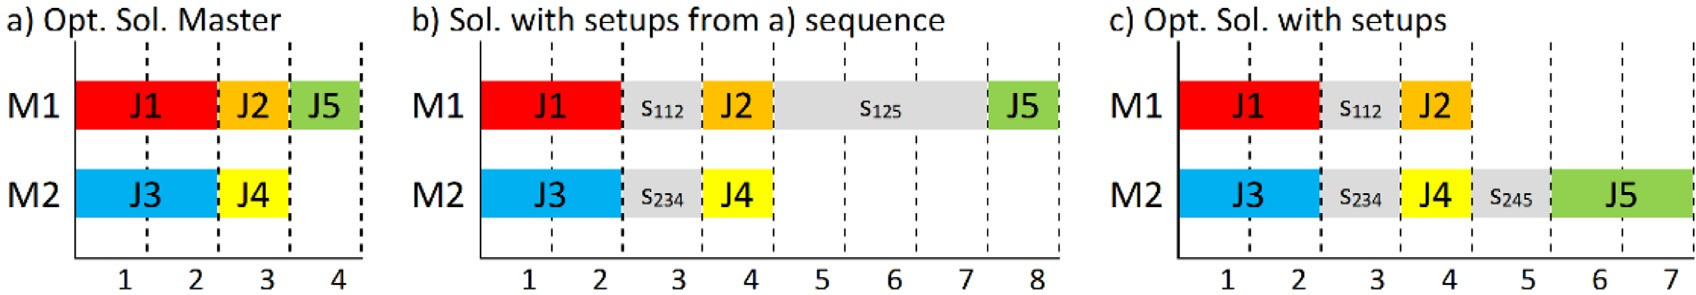 a) Opt. Sol. Master
M1 J1 J2 J5
M2 J3 J4
1 2 3 4
b) Sol. with setups from a) sequence
M1 J1 s112 J2 s125 J5
M2 J3 s234 J4
1 2 3 4 5 6 7 8
c) Opt. Sol. with setups
M1 J1 s112 J2
M2 J3 s234 J4 s245 J5
1 2 3 4 5 6 7